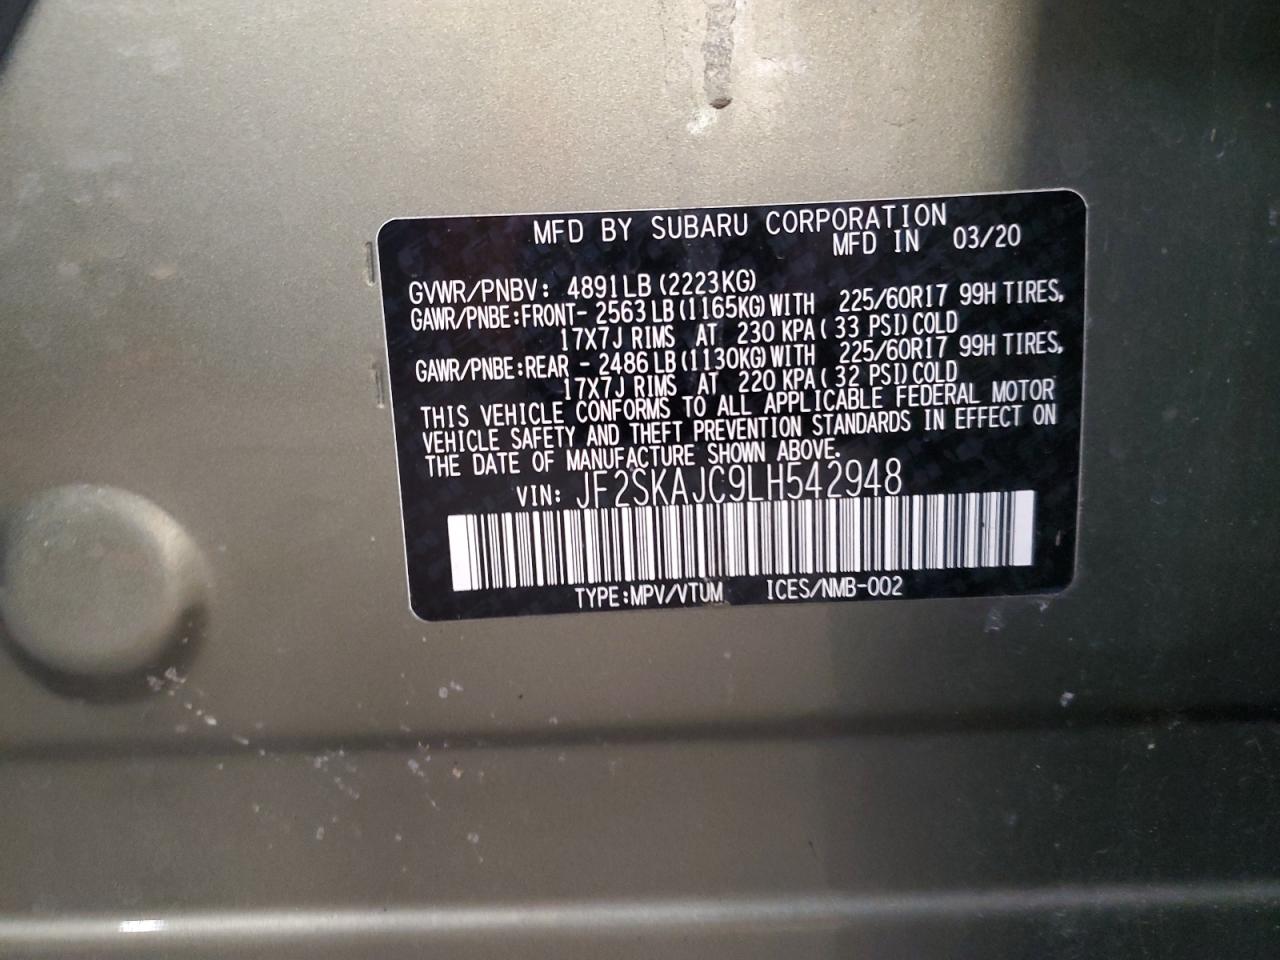 MFD BY SUBARU CORPORATION
MFD IN 03/20
GVWR/PNBV: 4891LB (2223KG)
GAWR/PNBE:FRONT- 2563 LB (1165KG) WITH 225/60R17 99H TIRES,
17X7J RIMS AT 230 KPA ( 33 PSI) COLD
GAWR/PNBE:REAR - 2486 LB (1130KG) WITH 225/60R17 99H TIRES,
17X7J RIMS AT 220 KPA ( 32 PSI) COLD
THIS VEHICLE CONFORMS TO ALL APPLICABLE FEDERAL MOTOR
VEHICLE SAFETY AND THEFT PREVENTION STANDARDS IN EFFECT ON
THE DATE OF MANUFACTURE SHOWN ABOVE.
VIN: JF2SKAJC9LH542948
TYPE:MPV/VTUM ICES/NMB-002